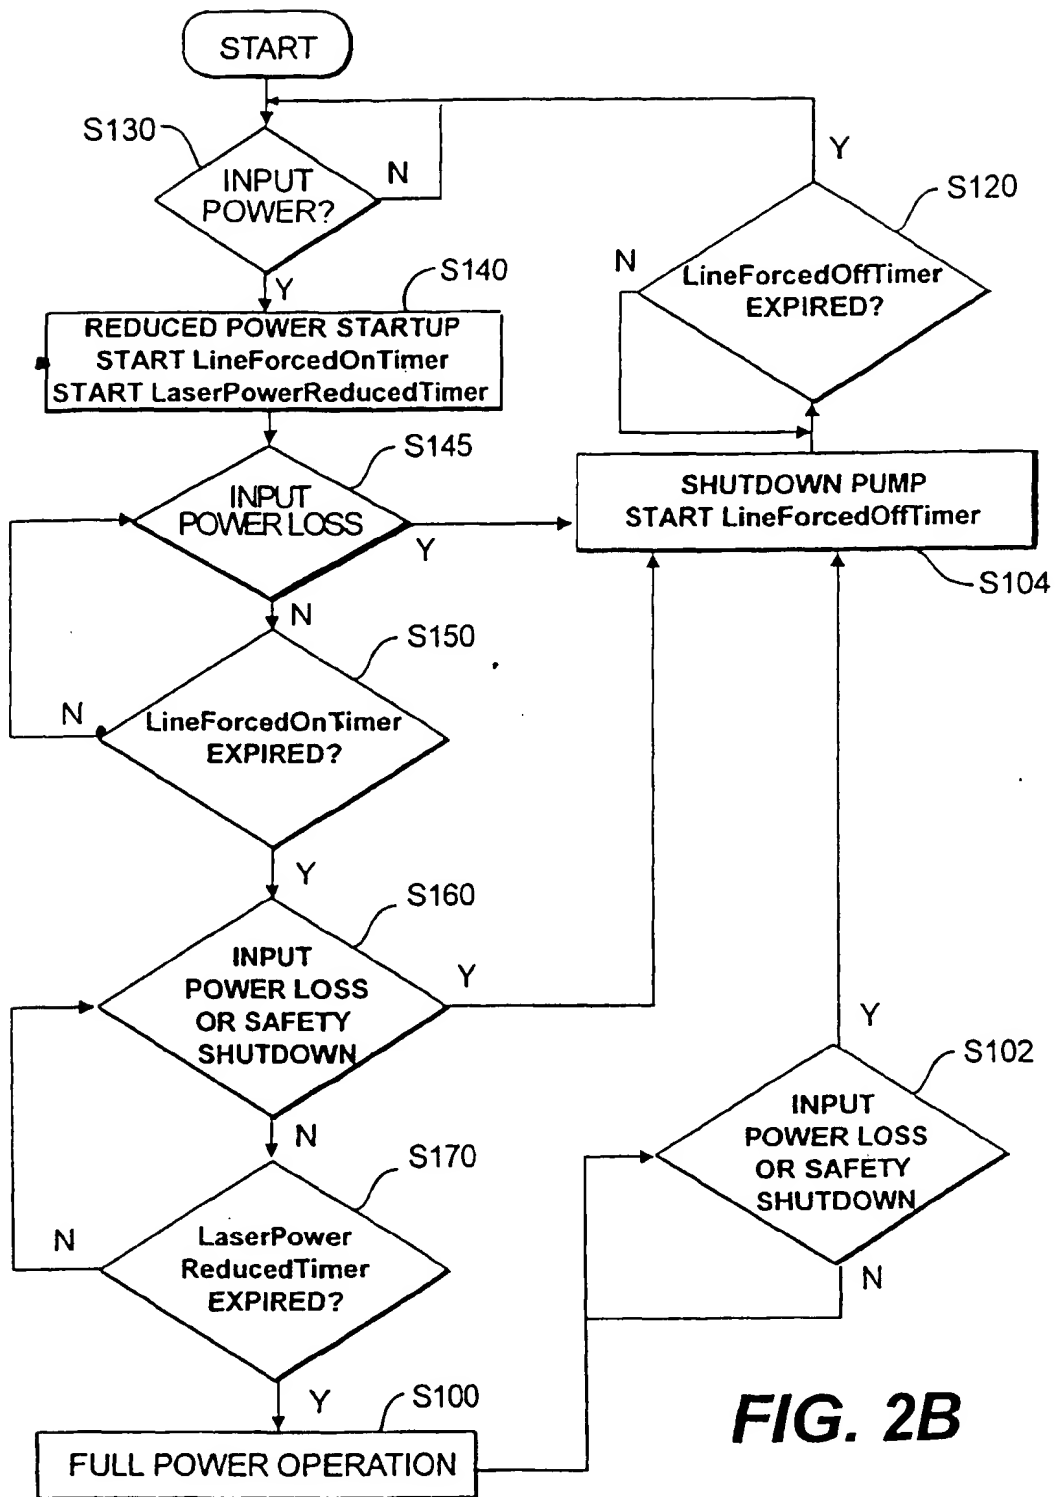 START
S130
INPUT
POWER?
N
Y
S140
REDUCED POWER STARTUP
START LineForcedOnTimer
START LaserPowerReducedTimer
S145
INPUT
POWER LOSS
Y
N
S150
LineForcedOnTimer
EXPIRED?
N
Y
S160
INPUT
POWER LOSS
OR SAFETY
SHUTDOWN
Y
N
S170
LaserPower
ReducedTimer
EXPIRED?
N
Y
S100
FULL POWER OPERATION
Y
S120
N
LineForcedOffTimer
EXPIRED?
SHUTDOWN PUMP
START LineForcedOffTimer
S104
Y
S102
INPUT
POWER LOSS
OR SAFETY
SHUTDOWN
N
FIG. 2B